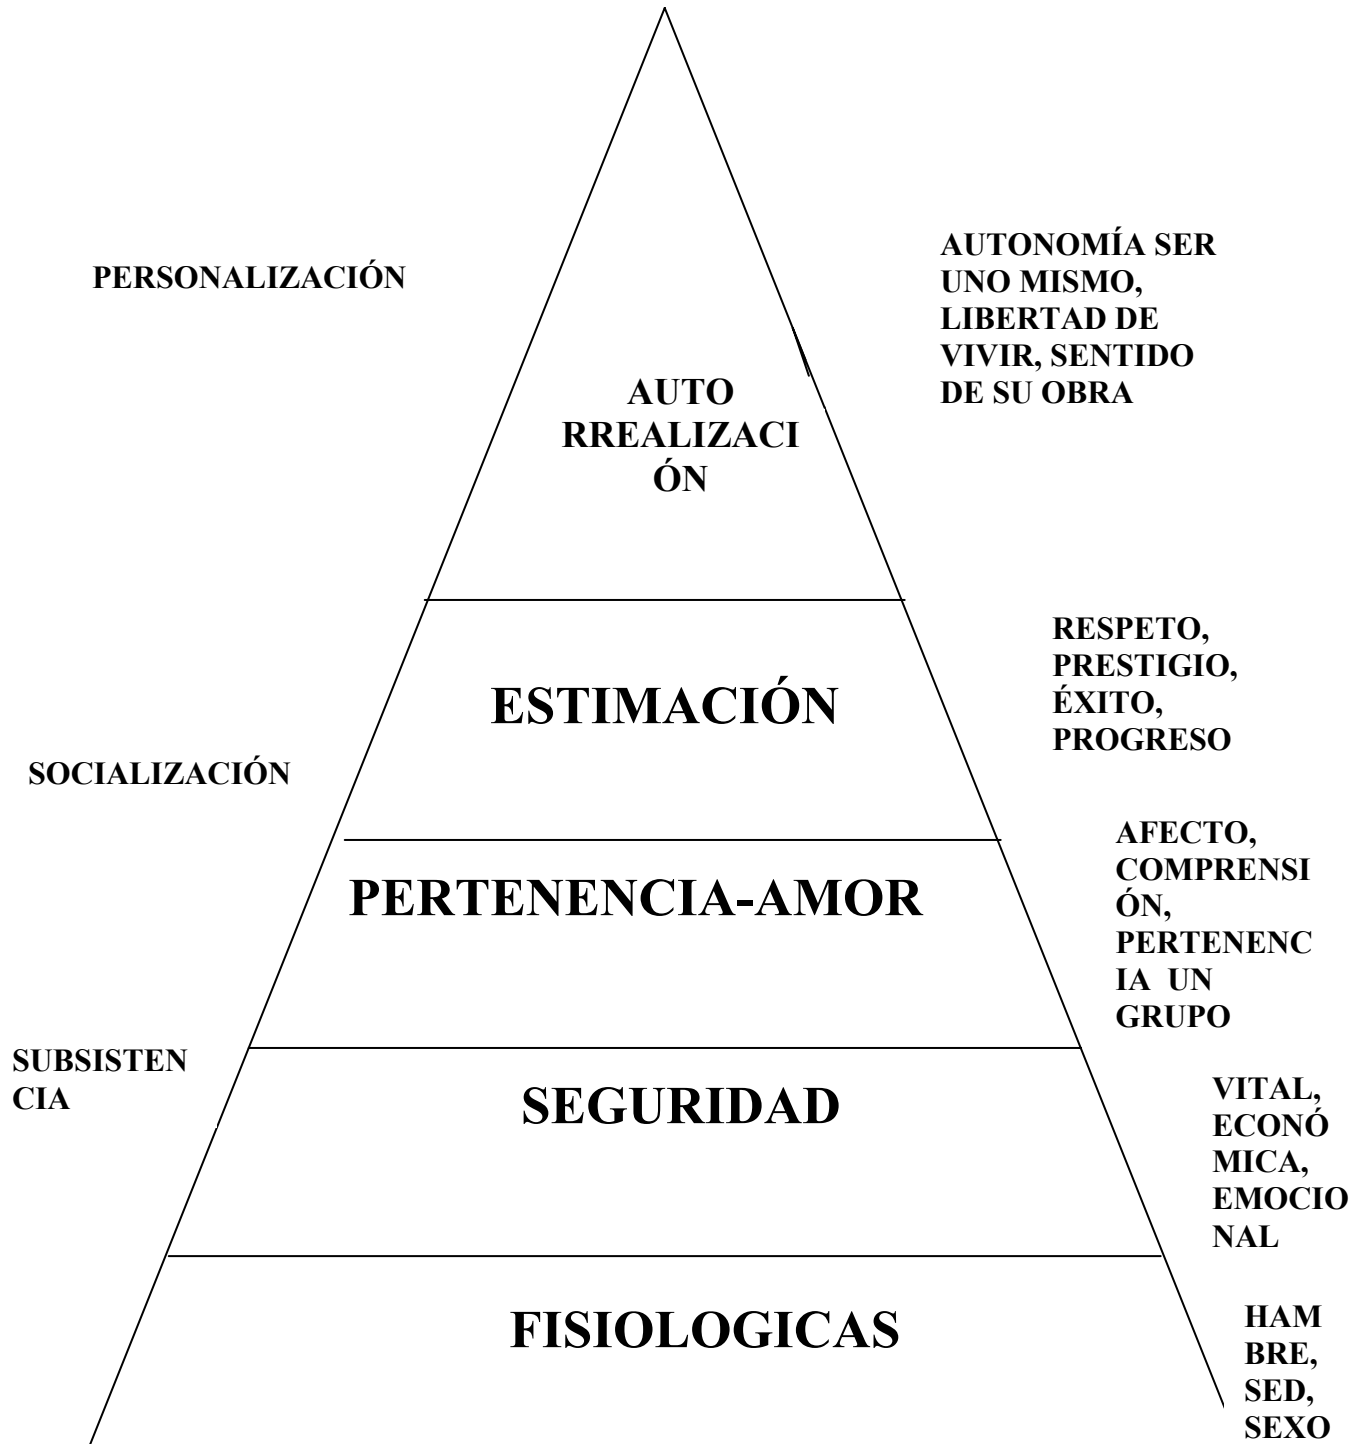 PERSONALIZACIÓN
AUTONOMÍA SER
UNO MISMO,
LIBERTAD DE
VIVIR, SENTIDO
DE SU OBRA
AUTO
RREALIZACI
ÓN
RESPETO,
PRESTIGIO,
ÉXITO,
PROGRESO
ESTIMACIÓN
SOCIALIZACIÓN
AFECTO,
COMPRENSI
ÓN,
PERTENENC
IA UN
GRUPO
PERTENENCIA-AMOR
SUBSISTEN
CIA
SEGURIDAD
VITAL,
ECONÓ
MICA,
EMOCIO
NAL
FISIOLOGICAS
HAM
BRE,
SED,
SEXO